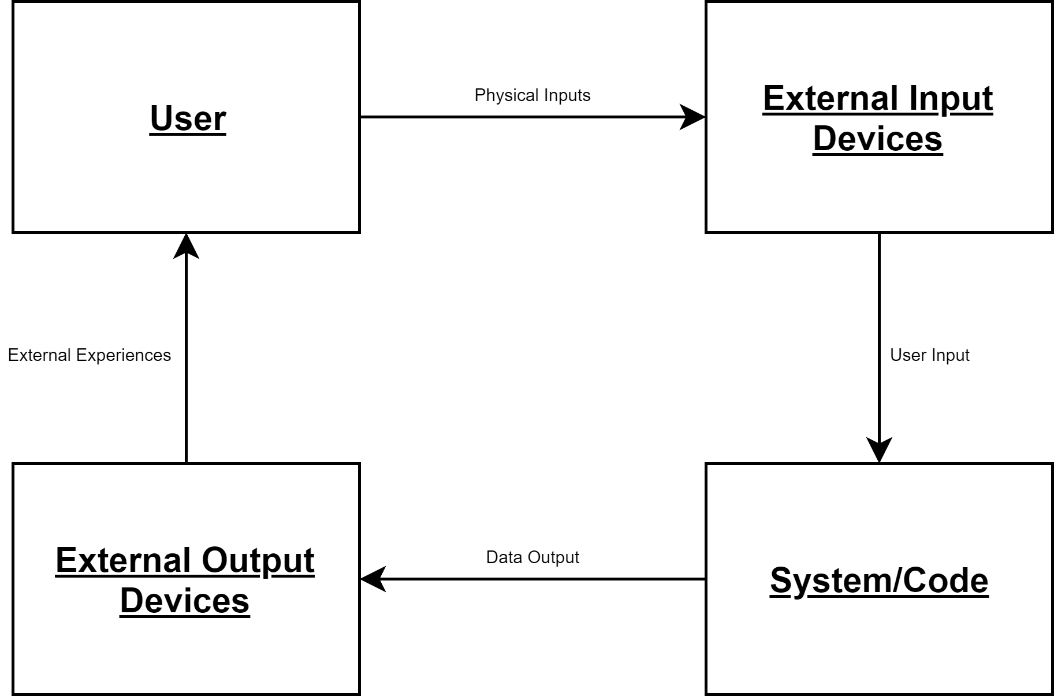 User
Physical Inputs
External Input
Devices
External Experiences
User Input
External Output
Devices
Data Output
System/Code